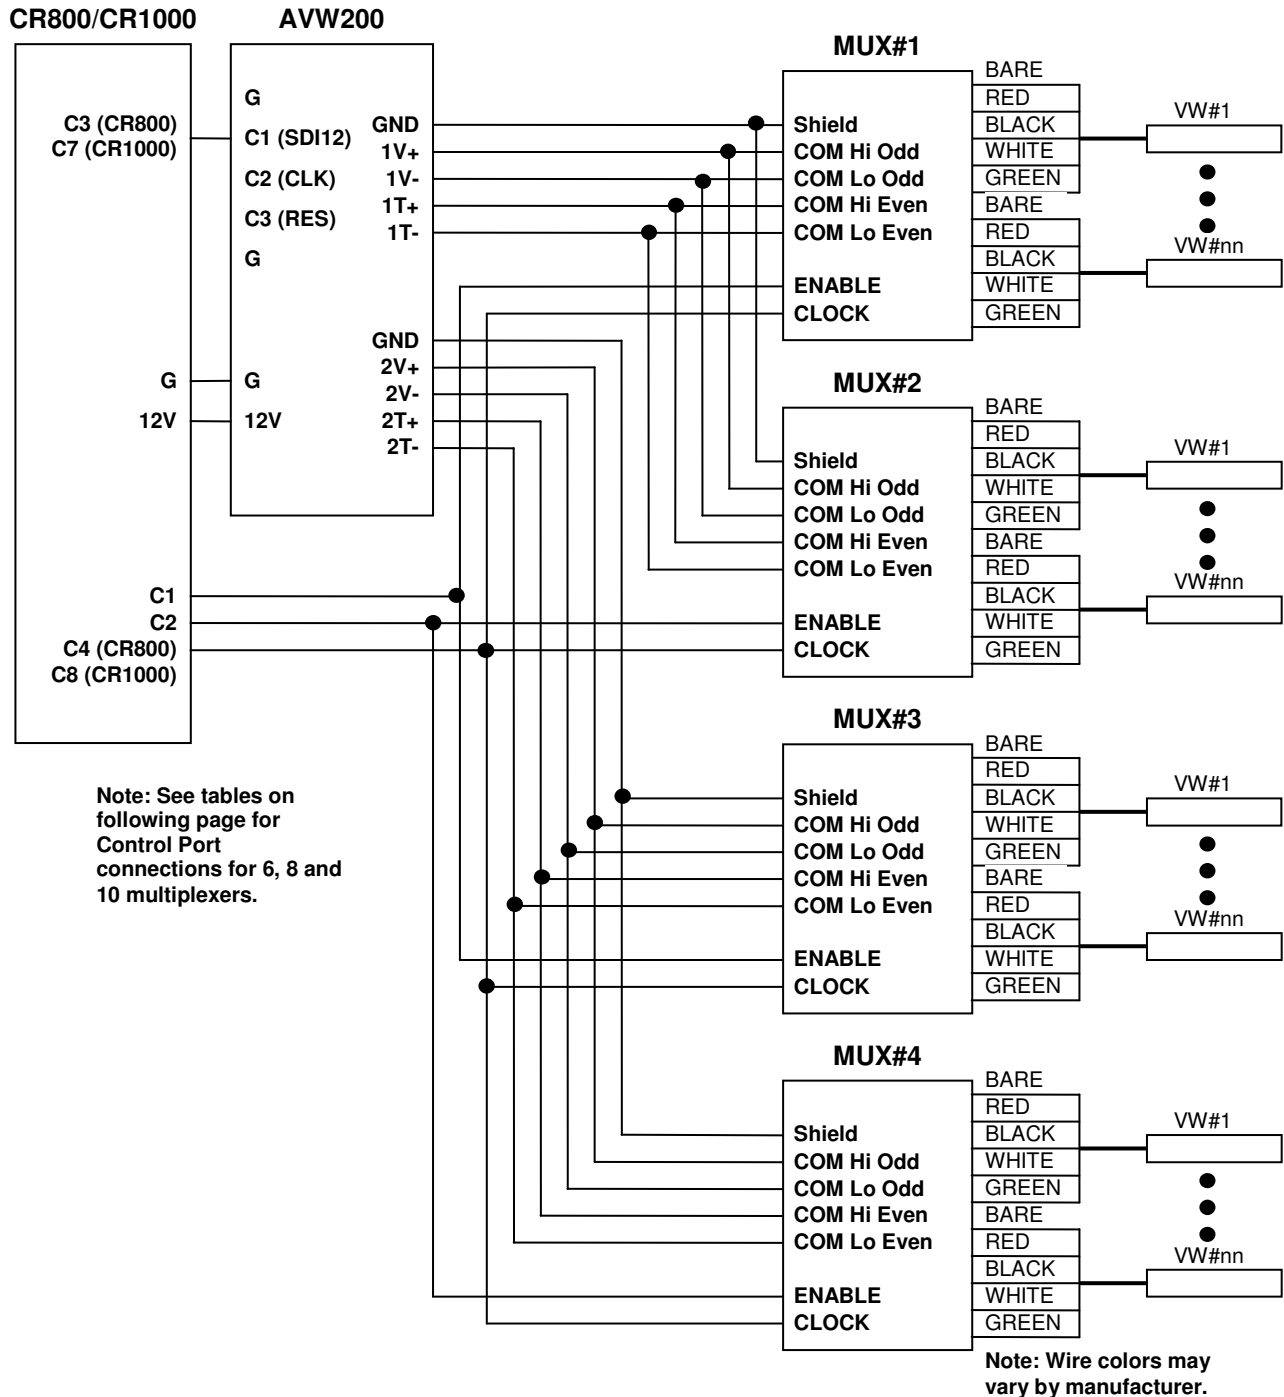 CR800/CR1000
C3 (CR800)
C7 (CR1000)
G
12V
C1
C2
C4 (CR800)
C8 (CR1000)
AVW200
G
C1 (SDI12)
C2 (CLK)
C3 (RES)
G
G
12V
GND
1V+
1V-
1T+
1T-
GND
2V+
2V-
2T+
2T-
Note: See tables on
following page for
Control Port
connections for 6, 8 and
10 multiplexers.
MUX#1
Shield
COM Hi Odd
COM Lo Odd
COM Hi Even
COM Lo Even
ENABLE
CLOCK
BARE
RED
BLACK
WHITE
GREEN
BARE
RED
BLACK
WHITE
GREEN
VW#1
VW#nn
MUX#2
Shield
COM Hi Odd
COM Lo Odd
COM Hi Even
COM Lo Even
ENABLE
CLOCK
BARE
RED
BLACK
WHITE
GREEN
BARE
RED
BLACK
WHITE
GREEN
VW#1
VW#nn
MUX#3
Shield
COM Hi Odd
COM Lo Odd
COM Hi Even
COM Lo Even
ENABLE
CLOCK
BARE
RED
BLACK
WHITE
GREEN
BARE
RED
BLACK
WHITE
GREEN
VW#1
VW#nn
MUX#4
Shield
COM Hi Odd
COM Lo Odd
COM Hi Even
COM Lo Even
ENABLE
CLOCK
BARE
RED
BLACK
WHITE
GREEN
BARE
RED
BLACK
WHITE
GREEN
VW#1
VW#nn
Note: Wire colors may
vary by manufacturer.